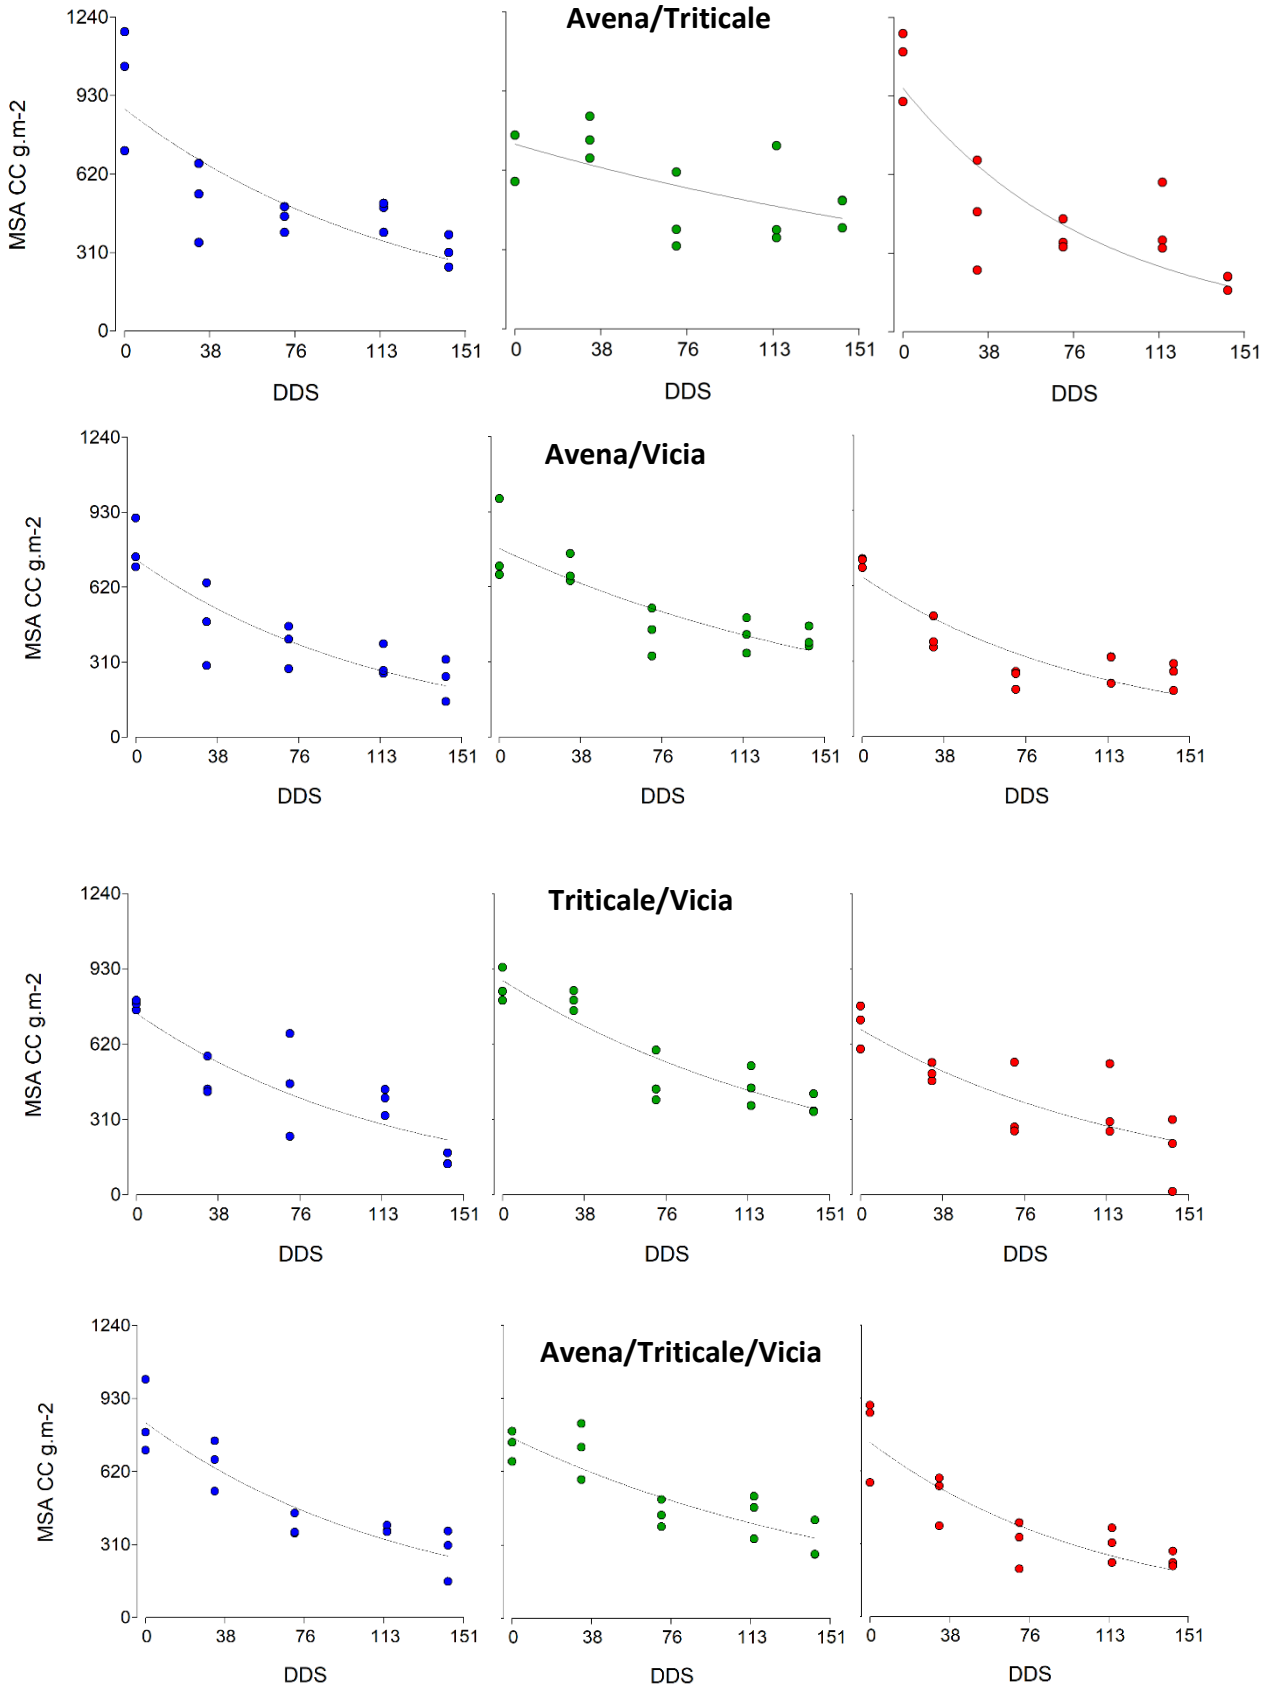 Avena/Triticale
1240
930
620
310
0
MSA CC g.m-2
0 38 76 113 151
DDS
0 38 76 113 151
DDS
0 38 76 113 151
DDS
Avena/Vicia
1240
930
620
310
0
MSA CC g.m-2
0 38 76 113 151
DDS
0 38 76 113 151
DDS
0 38 76 113 151
DDS
Triticale/Vicia
1240
930
620
310
0
MSA CC g.m-2
0 38 76 113 151
DDS
0 38 76 113 151
DDS
0 38 76 113 151
DDS
Avena/Triticale/Vicia
1240
930
620
310
0
MSA CC g.m-2
0 38 76 113 151
DDS
0 38 76 113 151
DDS
0 38 76 113 151
DDS